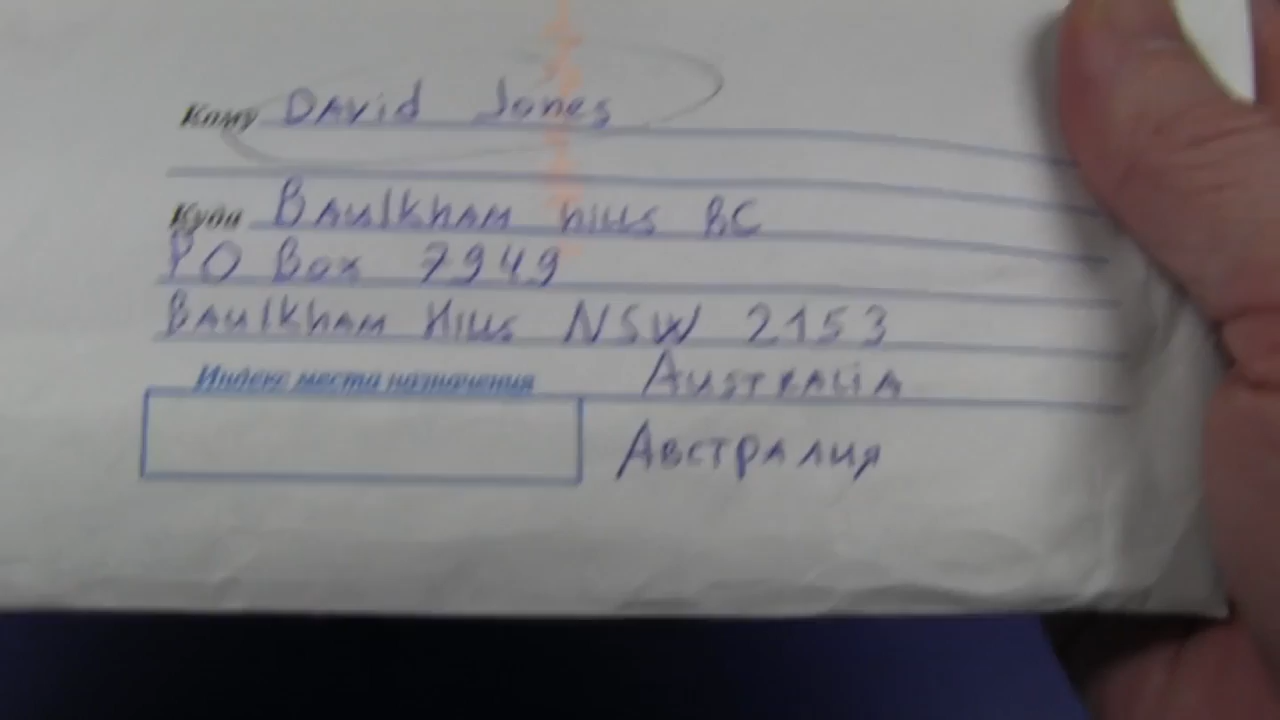 Кому David Jones
Куда Baulkham Hills BC
PO Box 7949
Baulkham Hills NSW 2153
Индекс места назначения Australia
Австралия